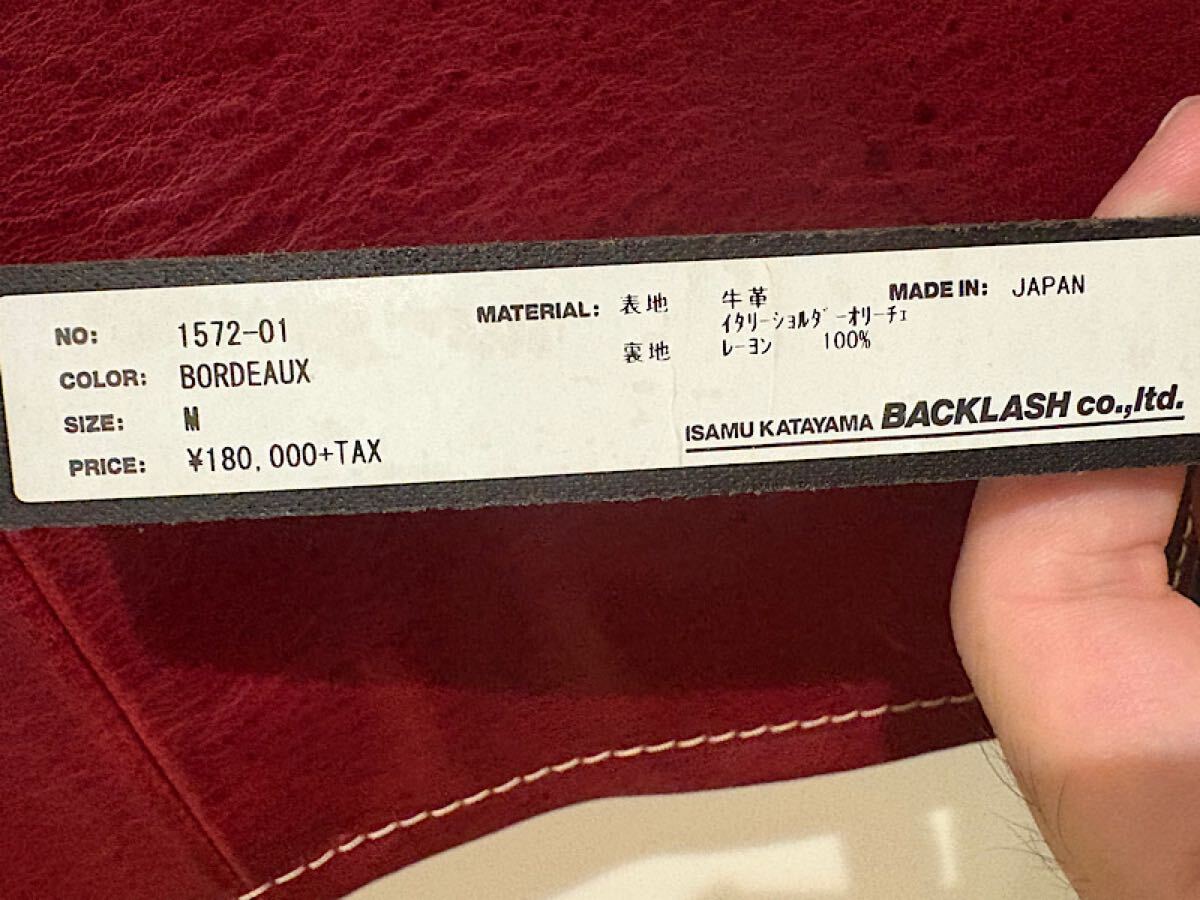 NO: 1572-01
COLOR: BORDEAUX
SIZE: M
PRICE: ¥180,000+TAX
MATERIAL: 表地 牛革
ｲﾀﾘｰｼｮﾙﾀﾞｰｵﾘｰﾁｪ
裏地 ﾚｰﾖﾝ 100%
MADE IN: JAPAN
ISAMU KATAYAMA BACKLASH co.,ltd.